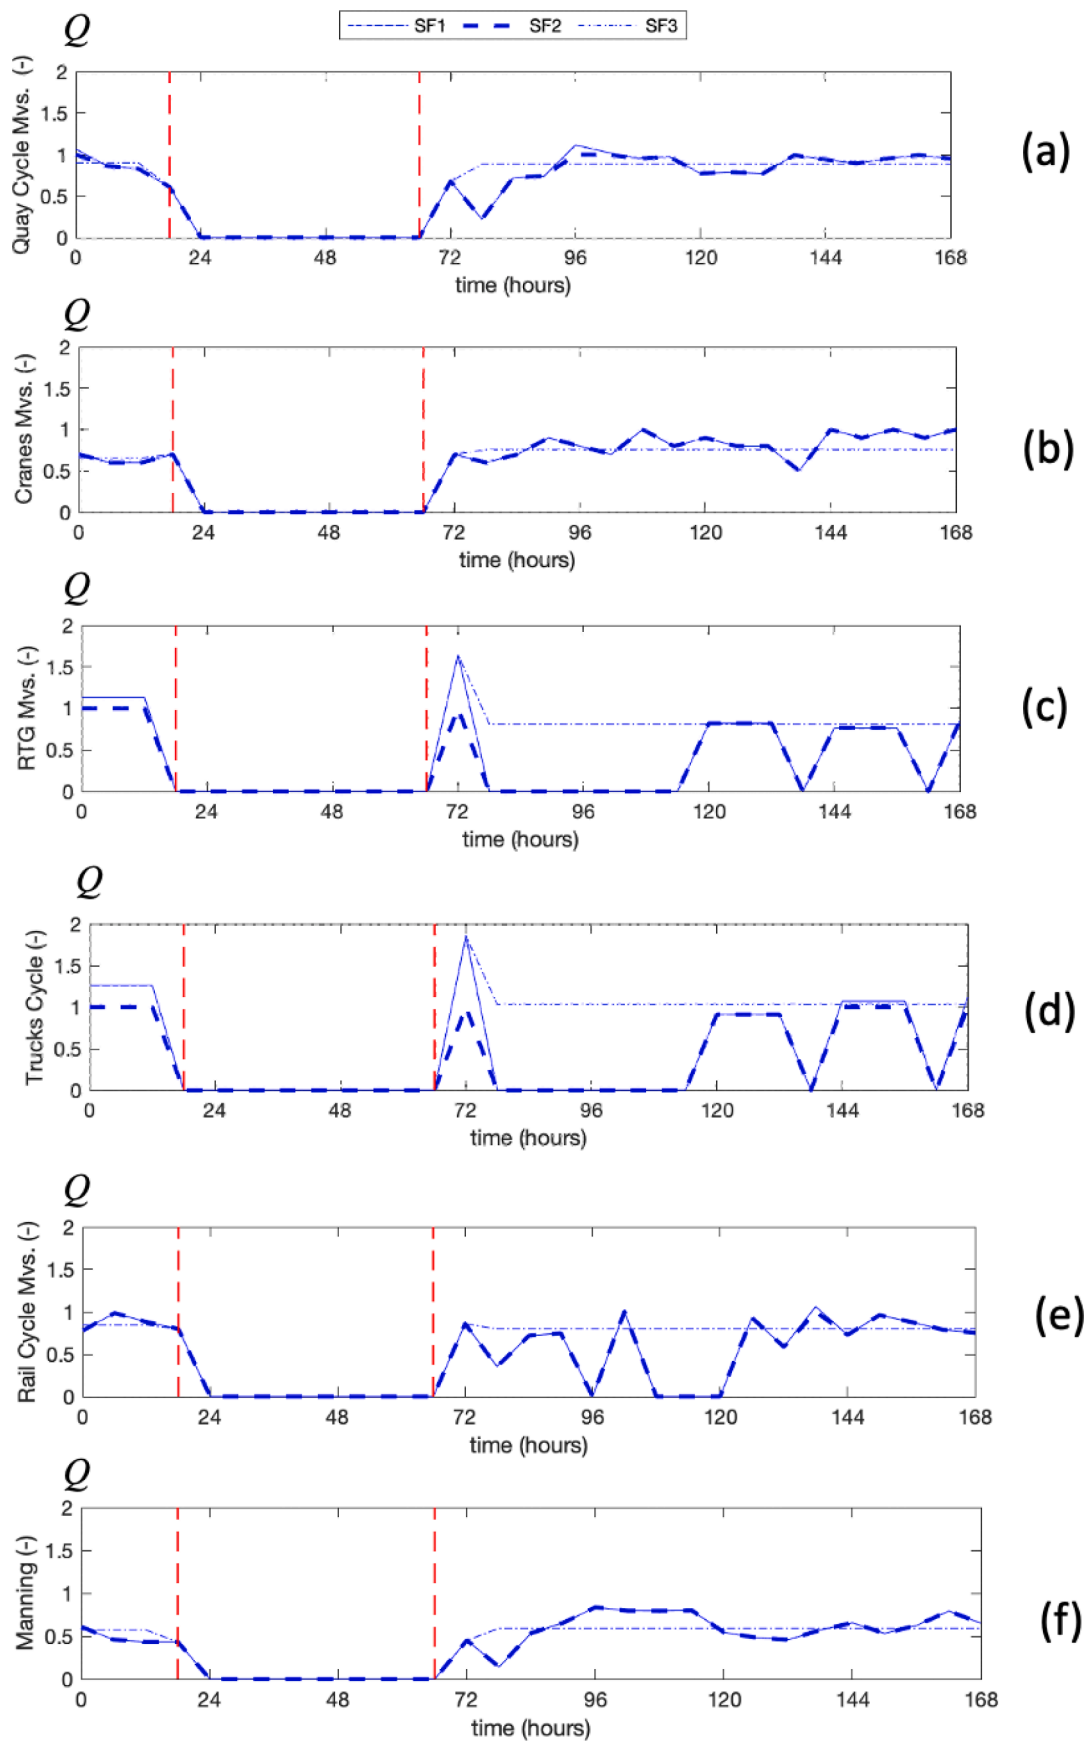 Q
SF1 SF2 SF3
Quay Cycle Mvs. (-)
2
1.5
1
0.5
0
0 24 48 72 96 120 144 168
time (hours)
(a)
Q
Cranes Mvs. (-)
2
1.5
1
0.5
0
0 24 48 72 96 120 144 168
time (hours)
(b)
Q
RTG Mvs. (-)
2
1.5
1
0.5
0
0 24 48 72 96 120 144 168
time (hours)
(c)
Q
Trucks Cycle (-)
2
1.5
1
0.5
0
0 24 48 72 96 120 144 168
time (hours)
(d)
Q
Rail Cycle Mvs. (-)
2
1.5
1
0.5
0
0 24 48 72 96 120 144 168
time (hours)
(e)
Q
Manning (-)
2
1.5
1
0.5
0
0 24 48 72 96 120 144 168
time (hours)
(f)